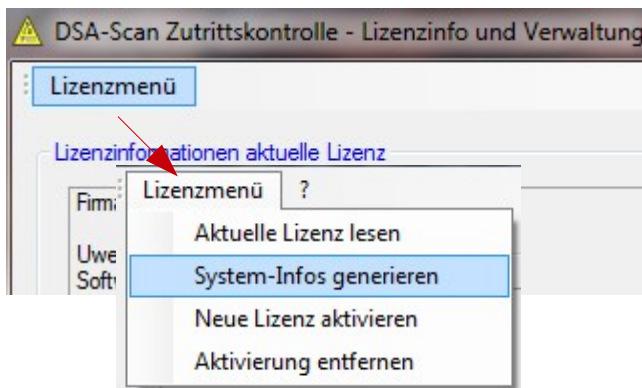 DSA-Scan Zutrittskontrolle - Lizenzinfo und Verwaltung
Lizenzmenü
Lizenzinformationen aktuelle Lizenz
Lizenzmenü ?
Aktuelle Lizenz lesen
Uwe
System-Infos generieren
Neue Lizenz aktivieren
Aktivierung entfernen